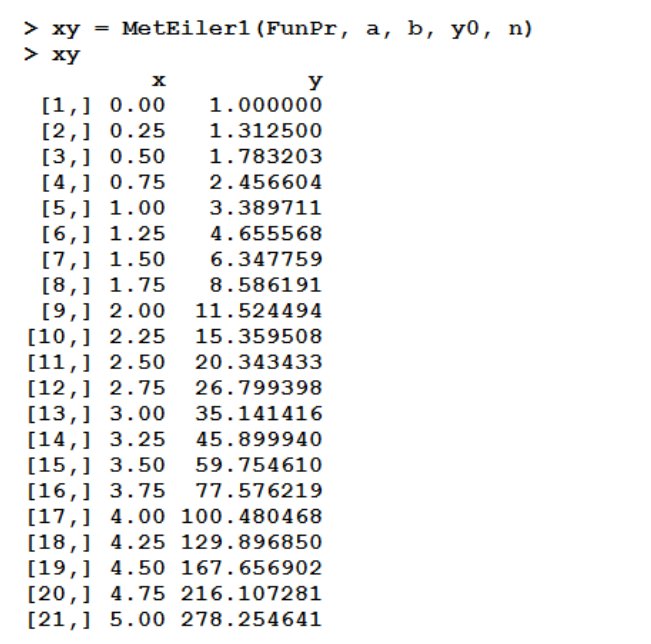 > xy = MetEiler1(FunPr, a, b, y0, n)
> xy
x y
[1,] 0.00 1.000000
[2,] 0.25 1.312500
[3,] 0.50 1.783203
[4,] 0.75 2.456604
[5,] 1.00 3.389711
[6,] 1.25 4.655568
[7,] 1.50 6.347759
[8,] 1.75 8.586191
[9,] 2.00 11.524494
[10,] 2.25 15.359508
[11,] 2.50 20.343433
[12,] 2.75 26.799398
[13,] 3.00 35.141416
[14,] 3.25 45.899940
[15,] 3.50 59.754610
[16,] 3.75 77.576219
[17,] 4.00 100.480468
[18,] 4.25 129.896850
[19,] 4.50 167.656902
[20,] 4.75 216.107281
[21,] 5.00 278.254641